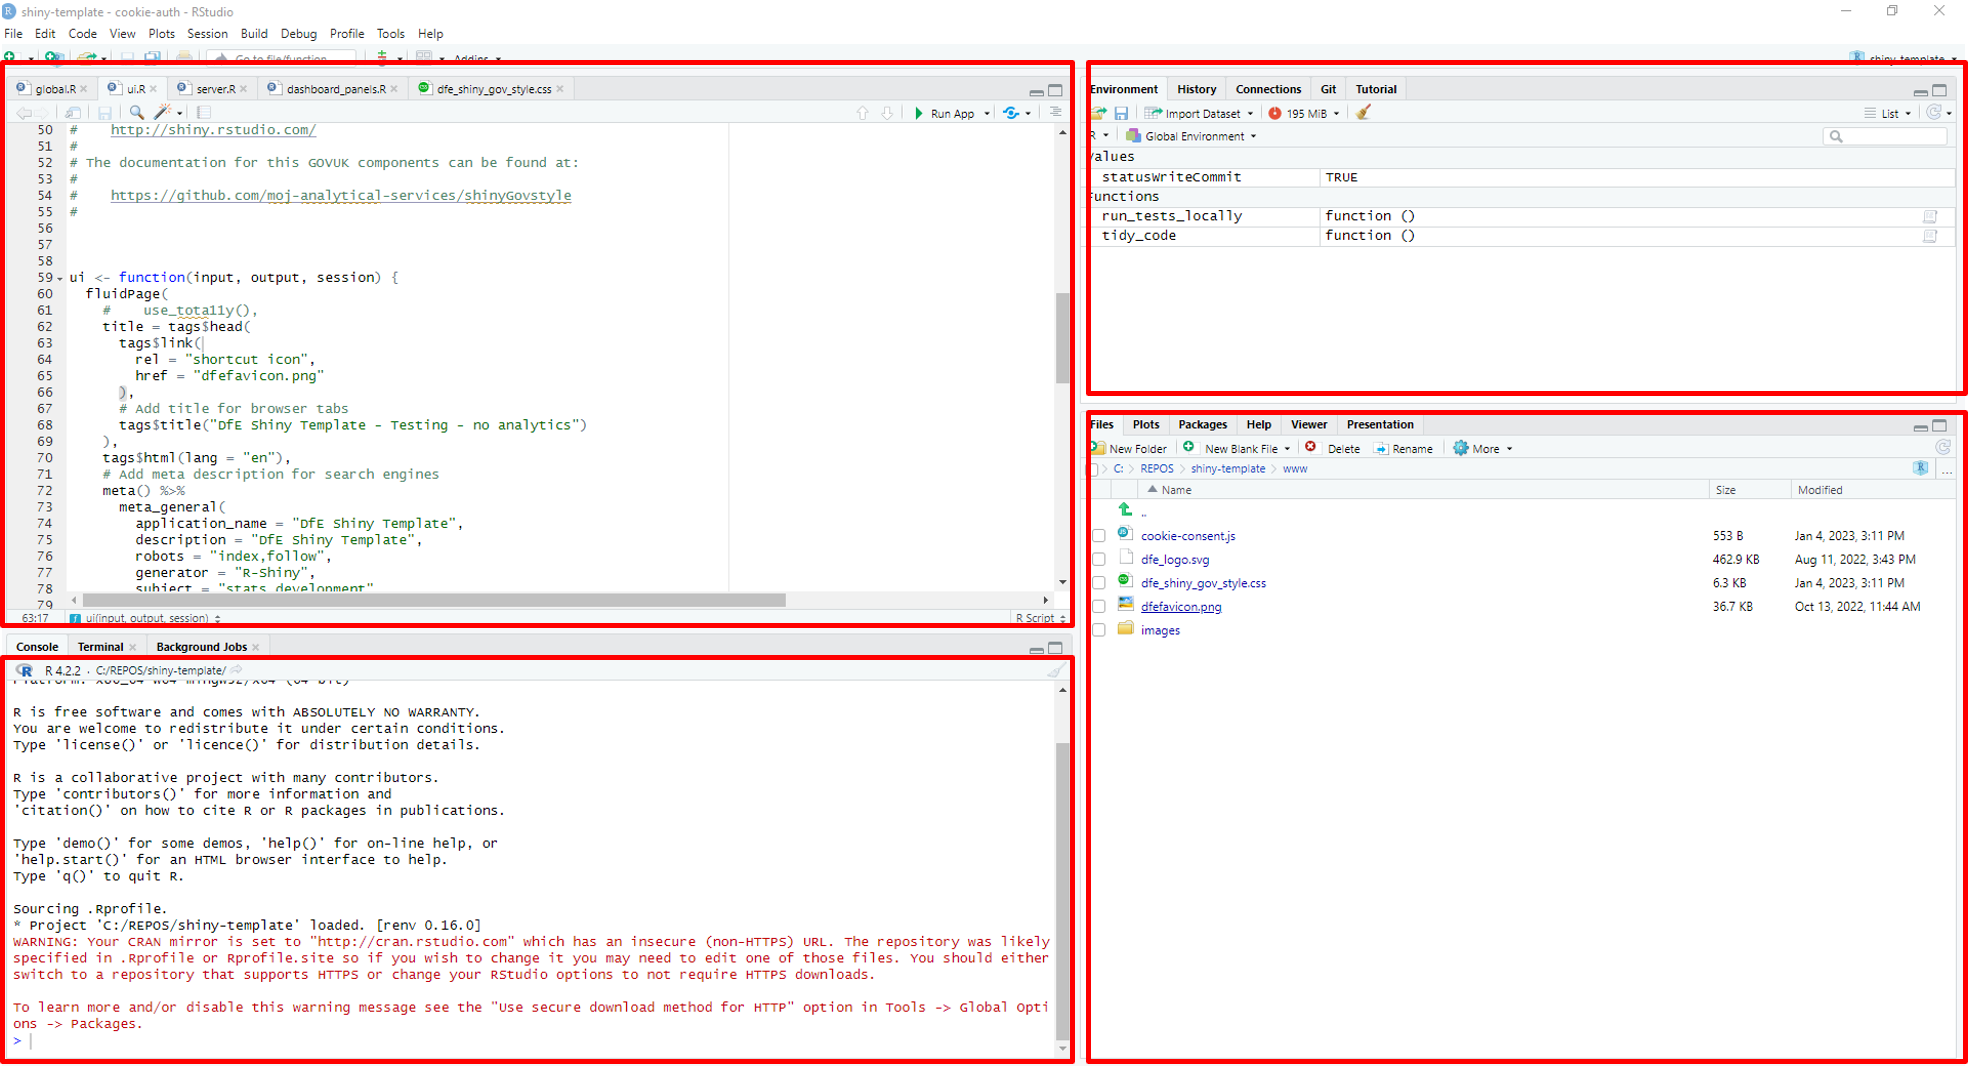 shiny-template - cookie-auth - RStudio
File Edit Code View Plots Session Build Debug Profile Tools Help
Go to file/function Addins shiny-template
global.R ui.R server.R dashboard_panels.R dfe_shiny_gov_style.css
Run App
50 # http://shiny.rstudio.com/
51 #
52 # The documentation for this GOVUK components can be found at:
53 #
54 # https://github.com/moj-analytical-services/shinyGovstyle
55 #
56
57
58
59 ui <- function(input, output, session) {
60 fluidPage(
61 # use_tota11y(),
62 title = tags$head(
63 tags$link(
64 rel = "shortcut icon",
65 href = "dfefavicon.png"
66 ),
67 # Add title for browser tabs
68 tags$title("DfE Shiny Template - Testing - no analytics")
69 ),
70 tags$html(lang = "en"),
71 # Add meta description for search engines
72 meta() %>%
73 meta_general(
74 application_name = "DfE Shiny Template",
75 description = "DfE Shiny Template",
76 robots = "index,follow",
77 generator = "R-Shiny",
78 subject = "stats development"
79
63:17 ui(input, output, session) R Script
Console Terminal Background Jobs
R 4.2.2 · C:/REPOS/shiny-template/
Platform: x86_64-w64-mingw32/x64 (64-bit)
R is free software and comes with ABSOLUTELY NO WARRANTY.
You are welcome to redistribute it under certain conditions.
Type 'license()' or 'licence()' for distribution details.
R is a collaborative project with many contributors.
Type 'contributors()' for more information and
'citation()' on how to cite R or R packages in publications.
Type 'demo()' for some demos, 'help()' for on-line help, or
'help.start()' for an HTML browser interface to help.
Type 'q()' to quit R.
Sourcing .Rprofile.
* Project 'C:/REPOS/shiny-template' loaded. [renv 0.16.0]
WARNING: Your CRAN mirror is set to "http://cran.rstudio.com" which has an insecure (non-HTTPS) URL. The repository was likely
specified in .Rprofile or Rprofile.site so if you wish to change it you may need to edit one of those files. You should either
switch to a repository that supports HTTPS or change your RStudio options to not require HTTPS downloads.
To learn more and/or disable this warning message see the "Use secure download method for HTTP" option in Tools -> Global Opti
ons -> Packages.
>
Environment History Connections Git Tutorial
Import Dataset 195 MiB List
R Global Environment
Values
statusWriteCommit TRUE
Functions
run_tests_locally function ()
tidy_code function ()
Files Plots Packages Help Viewer Presentation
New Folder New Blank File Delete Rename More
C: REPOS shiny-template www ...
Name Size Modified
..
cookie-consent.js 553 B Jan 4, 2023, 3:11 PM
dfe_logo.svg 462.9 KB Aug 11, 2022, 3:43 PM
dfe_shiny_gov_style.css 6.3 KB Jan 4, 2023, 3:11 PM
dfefavicon.png 36.7 KB Oct 13, 2022, 11:44 AM
images